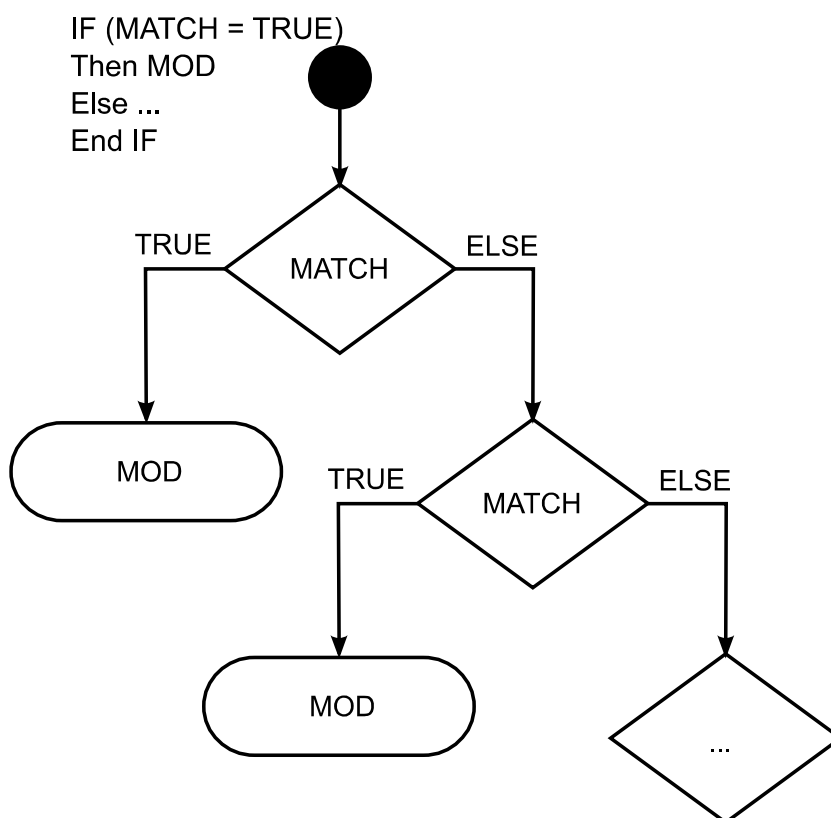 IF (MATCH = TRUE)
Then MOD
Else ...
End IF
TRUE
MATCH
ELSE
MOD
TRUE
MATCH
ELSE
MOD
...